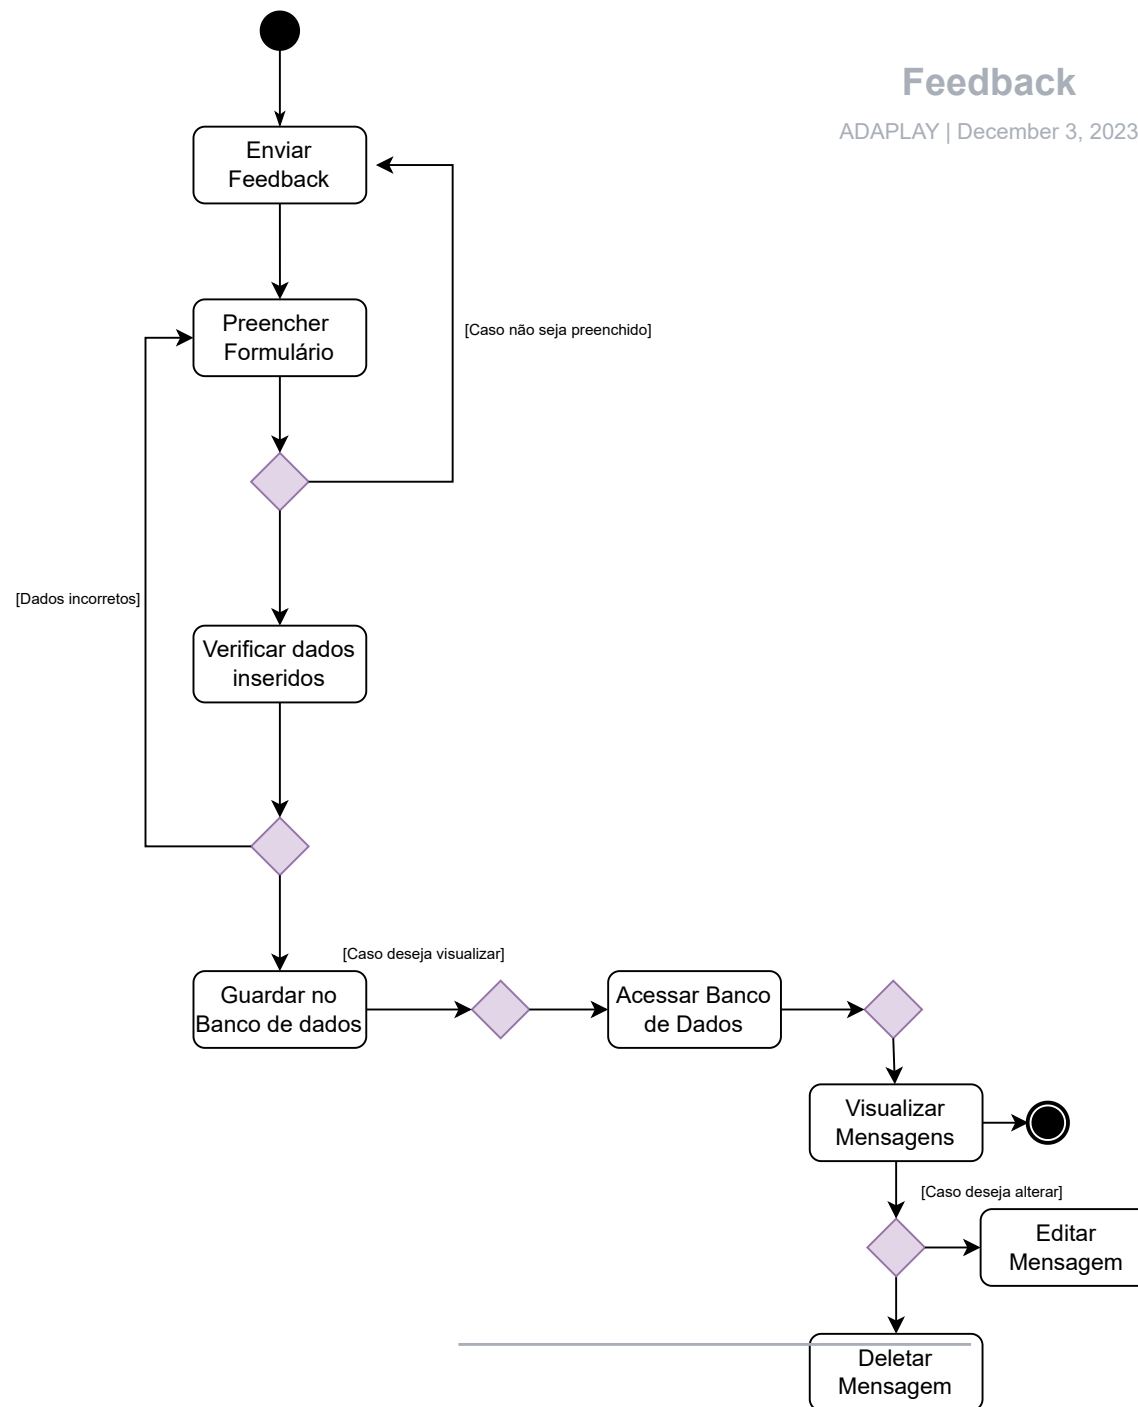 Feedback
ADAPLAY | December 3, 2023
Enviar
Feedback
Preencher
Formulário
[Caso não seja preenchido]
[Dados incorretos]
Verificar dados
inseridos
[Caso deseja visualizar]
Guardar no
Banco de dados
Acessar Banco
de Dados
Visualizar
Mensagens
[Caso deseja alterar]
Editar
Mensagem
Deletar
Mensagem